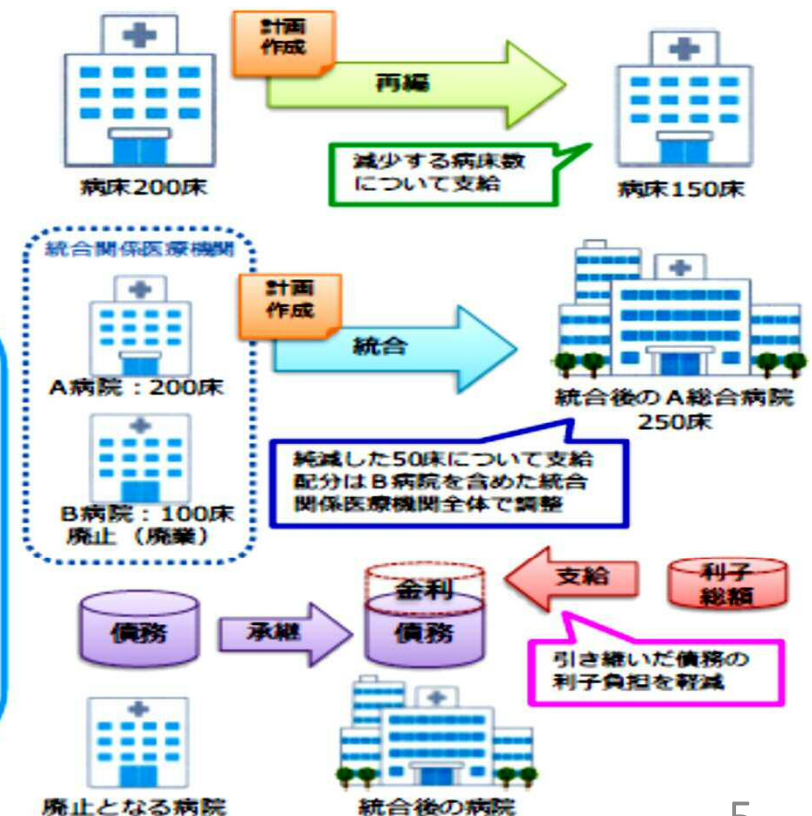 計画
作成
再編
減少する病床数
について支給
病床200床
病床150床
統合関係医療機関
計画
作成
統合
A病院：200床
統合後のA総合病院
250床
B病院：100床
廃止（廃業）
純減した50床について支給
配分はB病院を含めた統合
関係医療機関全体で調整
債務
承継
金利
債務
支給
利子
総額
引き継いだ債務の
利子負担を軽減
廃止となる病院
統合後の病院
5